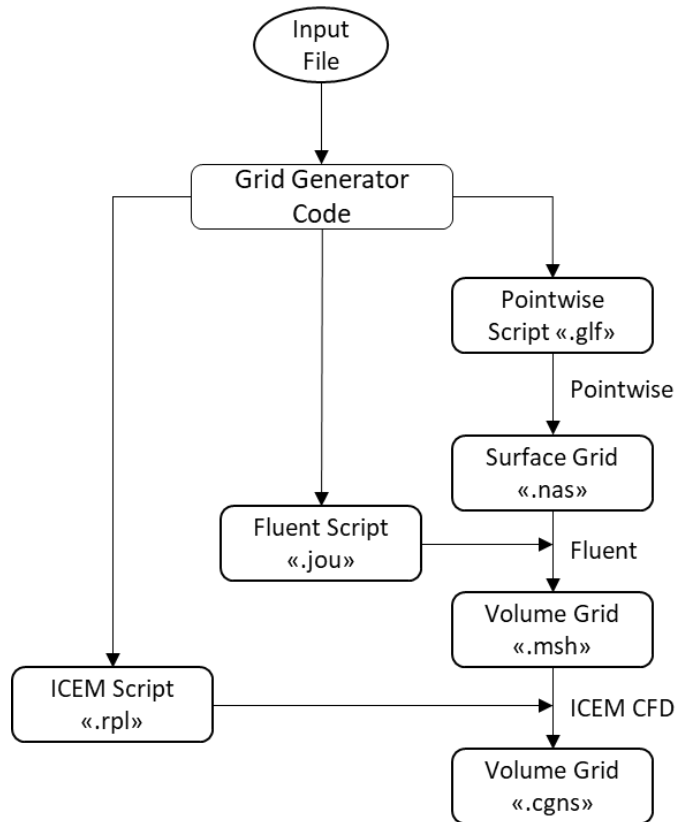 Input
File
Grid Generator
Code
Pointwise
Script «.glf»
Pointwise
Surface Grid
«.nas»
Fluent Script
«.jou»
Fluent
Volume Grid
«.msh»
ICEM Script
«.rpl»
ICEM CFD
Volume Grid
«.cgns»